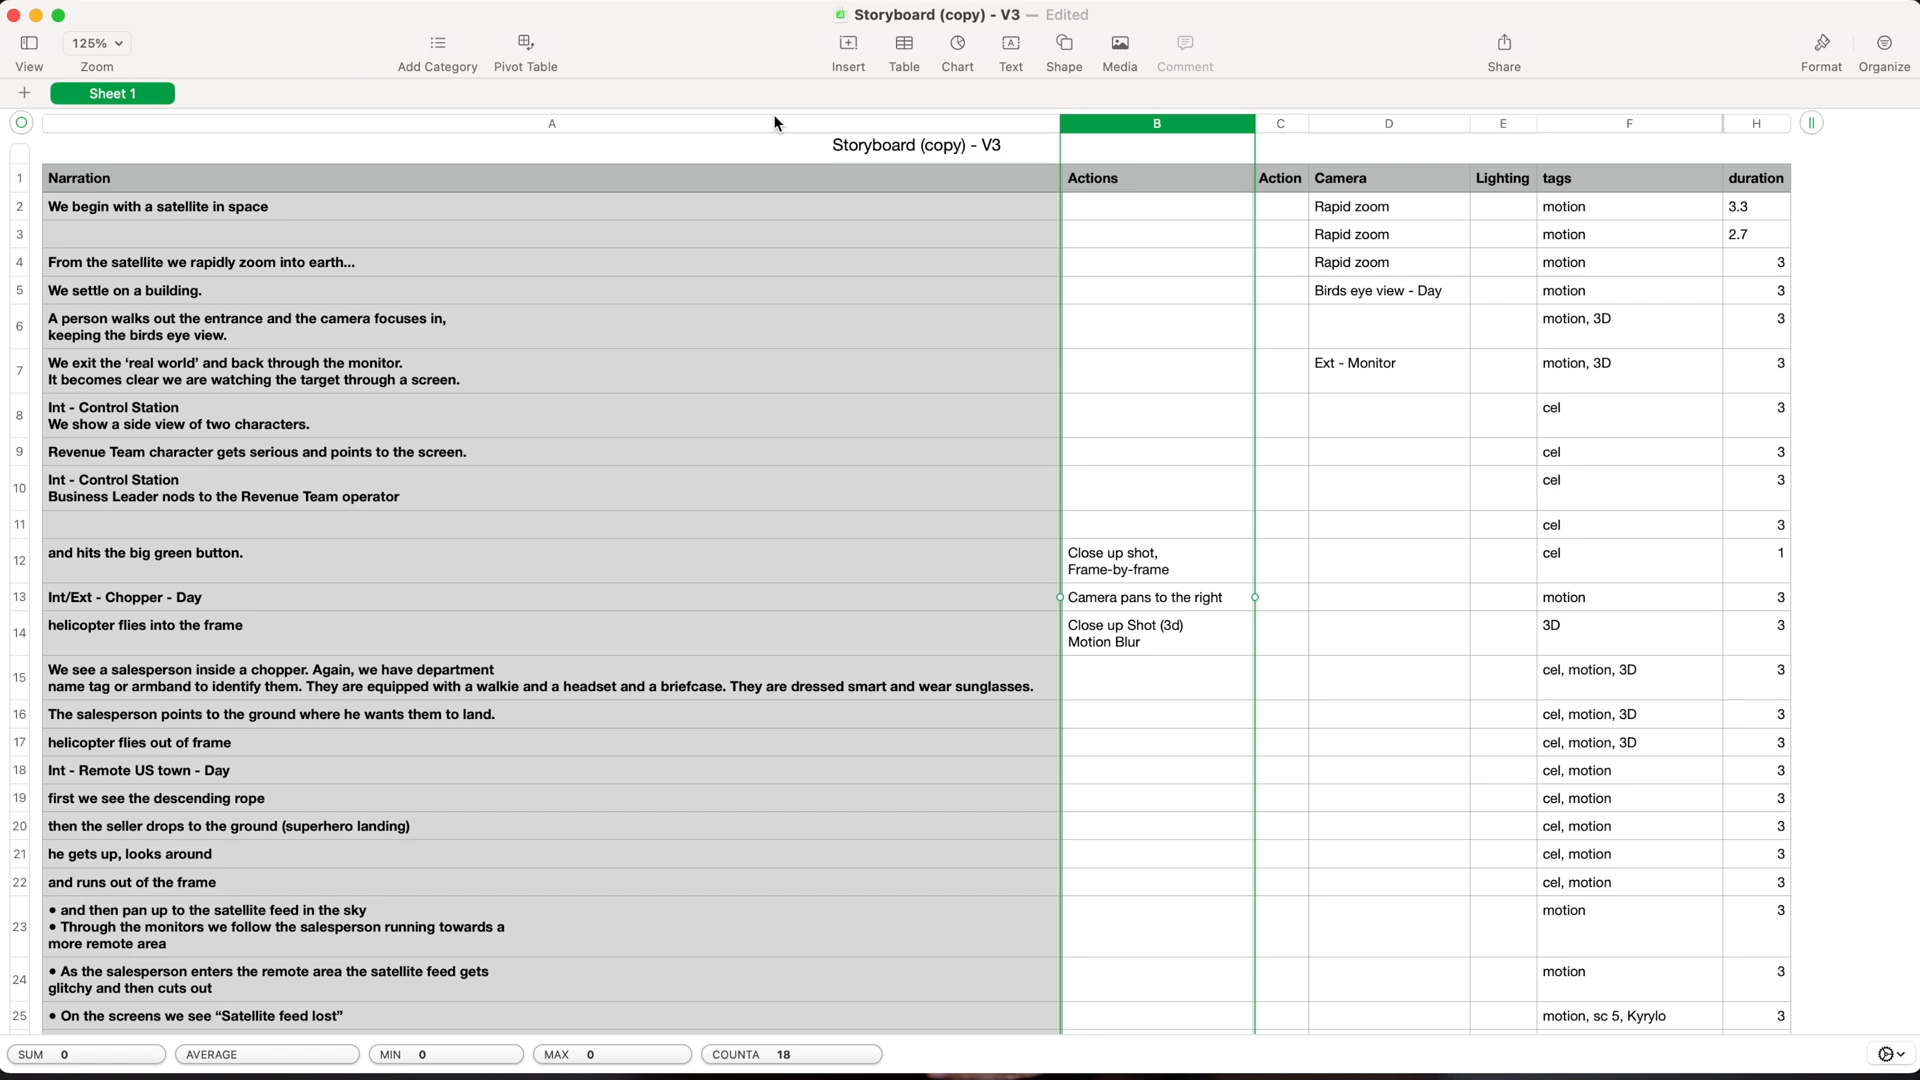 Storyboard (copy) - V3 — Edited
125%
View Zoom Add Category Pivot Table Insert Table Chart Text Shape Media Comment Share Format Organize
Sheet 1
A B C D E F H
Storyboard (copy) - V3
1 Narration Actions Action Camera Lighting tags duration
2 We begin with a satellite in space Rapid zoom motion 3.3
3 Rapid zoom motion 2.7
4 From the satellite we rapidly zoom into earth... Rapid zoom motion 3
5 We settle on a building. Birds eye view - Day motion 3
6 A person walks out the entrance and the camera focuses in, motion, 3D 3
keeping the birds eye view.
7 We exit the ‘real world’ and back through the monitor. Ext - Monitor motion, 3D 3
It becomes clear we are watching the target through a screen.
8 Int - Control Station cel 3
We show a side view of two characters.
9 Revenue Team character gets serious and points to the screen. cel 3
10 Int - Control Station cel 3
Business Leader nods to the Revenue Team operator
11 cel 3
12 and hits the big green button. Close up shot, cel 1
Frame-by-frame
13 Int/Ext - Chopper - Day Camera pans to the right motion 3
14 helicopter flies into the frame Close up Shot (3d) 3D 3
Motion Blur
15 We see a salesperson inside a chopper. Again, we have department cel, motion, 3D 3
name tag or armband to identify them. They are equipped with a walkie and a headset and a briefcase. They are dressed smart and wear sunglasses.
16 The salesperson points to the ground where he wants them to land. cel, motion, 3D 3
17 helicopter flies out of frame cel, motion, 3D 3
18 Int - Remote US town - Day cel, motion 3
19 first we see the descending rope cel, motion 3
20 then the seller drops to the ground (superhero landing) cel, motion 3
21 he gets up, looks around cel, motion 3
22 and runs out of the frame cel, motion 3
23 • and then pan up to the satellite feed in the sky motion 3
• Through the monitors we follow the salesperson running towards a
more remote area
24 • As the salesperson enters the remote area the satellite feed gets motion 3
glitchy and then cuts out
25 • On the screens we see “Satellite feed lost” motion, sc 5, Kyrylo 3
SUM 0 AVERAGE MIN 0 MAX 0 COUNTA 18